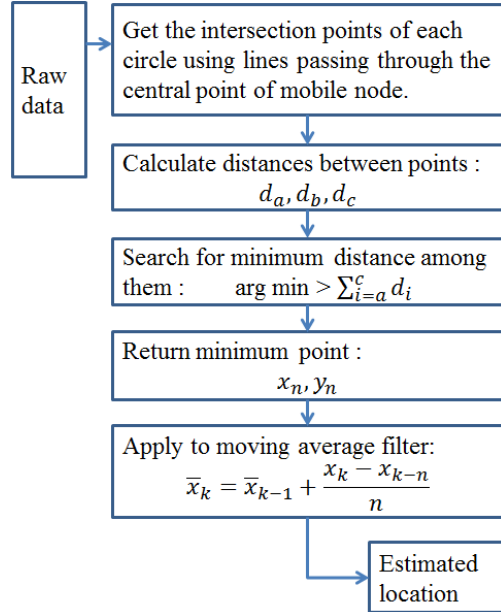 Raw
data
Get the intersection points of each
circle using lines passing through the
central point of mobile node.
Calculate distances between points :
d_a, d_b, d_c
Search for minimum distance among
them : arg min > ∑_{i=a}^{c} d_i
Return minimum point :
x_n, y_n
Apply to moving average filter:
x̅_k = x̅_{k−1} + \frac{x_k − x_{k−n}}{n}
Estimated
location